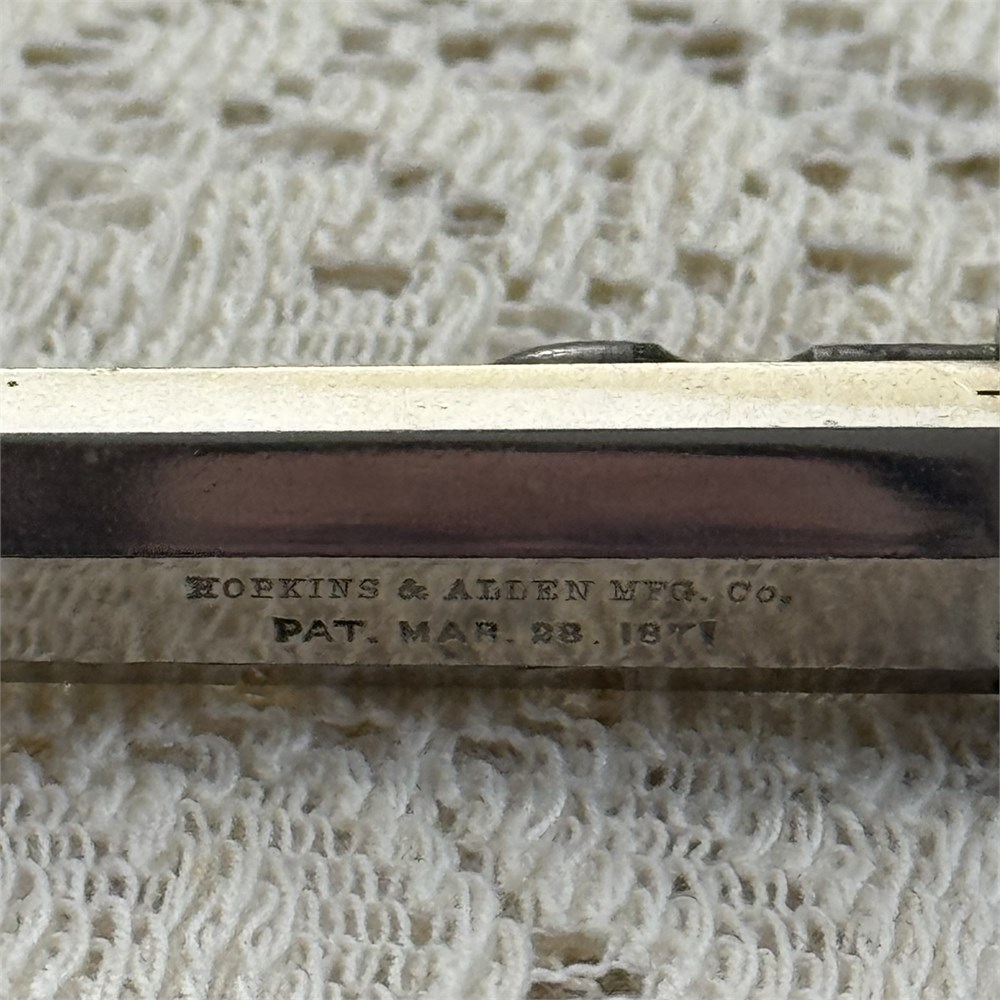 HOPKINS & ALLEN MFG. Co.
PAT. MAR. 28. 1871